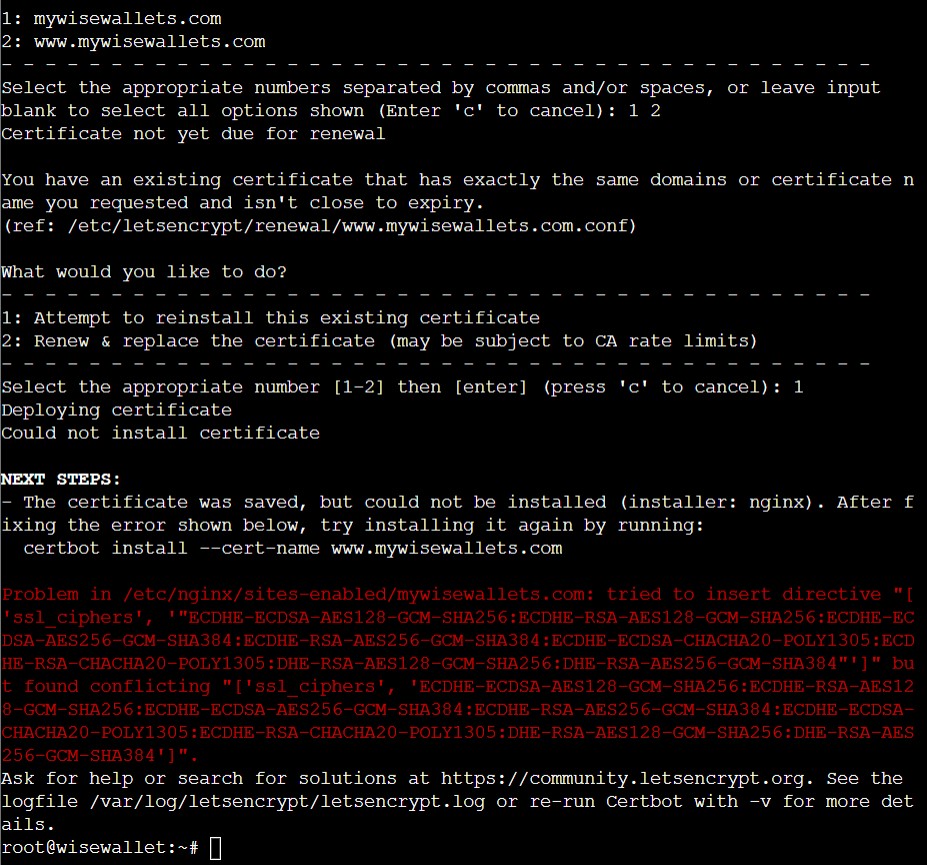 1: mywisewallets.com
2: www.mywisewallets.com
- - - - - - - - - - - - - - - - - - - - - - - - - - - - - - - - - - - - - - - -
Select the appropriate numbers separated by commas and/or spaces, or leave input
blank to select all options shown (Enter 'c' to cancel): 1 2
Certificate not yet due for renewal
You have an existing certificate that has exactly the same domains or certificate n
ame you requested and isn't close to expiry.
(ref: /etc/letsencrypt/renewal/www.mywisewallets.com.conf)
What would you like to do?
- - - - - - - - - - - - - - - - - - - - - - - - - - - - - - - - - - - - - - - -
1: Attempt to reinstall this existing certificate
2: Renew & replace the certificate (may be subject to CA rate limits)
- - - - - - - - - - - - - - - - - - - - - - - - - - - - - - - - - - - - - - - -
Select the appropriate number [1-2] then [enter] (press 'c' to cancel): 1
Deploying certificate
Could not install certificate
NEXT STEPS:
- The certificate was saved, but could not be installed (installer: nginx). After f
ixing the error shown below, try installing it again by running:
  certbot install --cert-name www.mywisewallets.com
Problem in /etc/nginx/sites-enabled/mywisewallets.com: tried to insert directive "[
'ssl_ciphers', '"ECDHE-ECDSA-AES128-GCM-SHA256:ECDHE-RSA-AES128-GCM-SHA256:ECDHE-EC
DSA-AES256-GCM-SHA384:ECDHE-RSA-AES256-GCM-SHA384:ECDHE-ECDSA-CHACHA20-POLY1305:ECD
HE-RSA-CHACHA20-POLY1305:DHE-RSA-AES128-GCM-SHA256:DHE-RSA-AES256-GCM-SHA384"']" bu
t found conflicting "['ssl_ciphers', 'ECDHE-ECDSA-AES128-GCM-SHA256:ECDHE-RSA-AES12
8-GCM-SHA256:ECDHE-ECDSA-AES256-GCM-SHA384:ECDHE-RSA-AES256-GCM-SHA384:ECDHE-ECDSA-
CHACHA20-POLY1305:ECDHE-RSA-CHACHA20-POLY1305:DHE-RSA-AES128-GCM-SHA256:DHE-RSA-AES
256-GCM-SHA384']".
Ask for help or search for solutions at https://community.letsencrypt.org. See the
logfile /var/log/letsencrypt/letsencrypt.log or re-run Certbot with -v for more det
ails.
root@wisewallet:~#